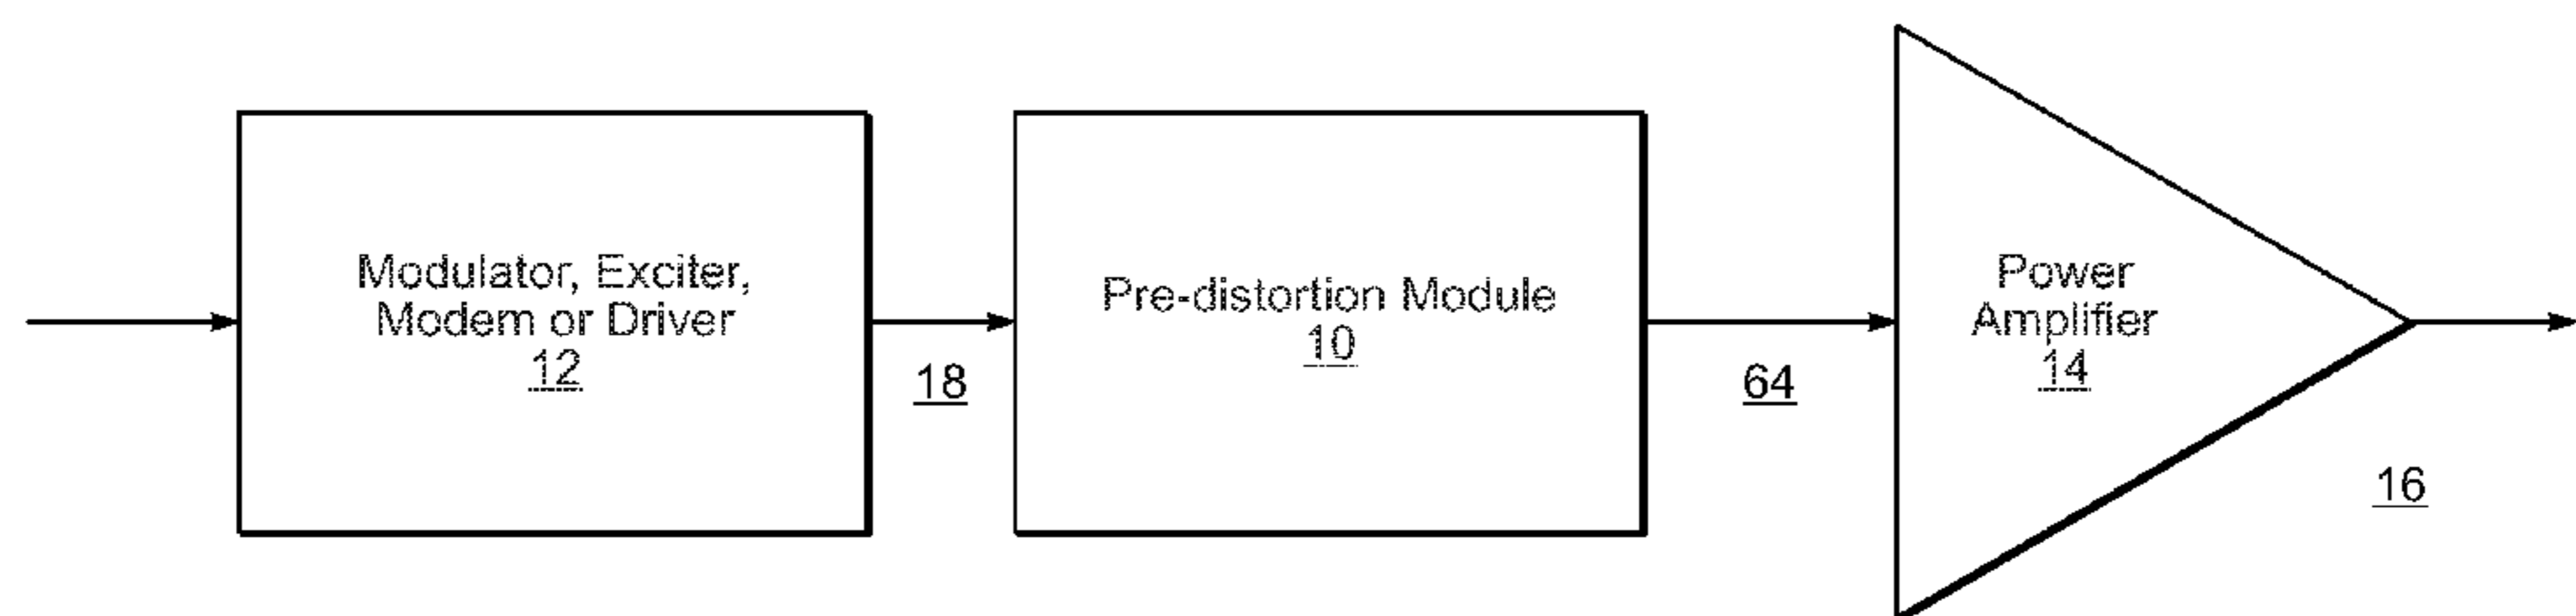 Modulator, Exciter,
Modem or Driver
12
18
Pre-distortion Module
10
64
Power
Amplifier
14
16